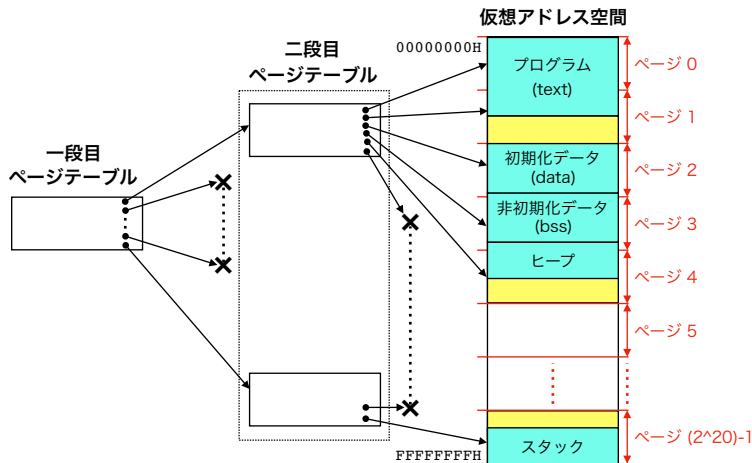 一段目
ページテーブル
二段目
ページテーブル
仮想アドレス空間
00000000H
プログラム
(text)
初期化データ
(data)
非初期化データ
(bss)
ヒープ
スタック
FFFFFFFFH
ページ 0
ページ 1
ページ 2
ページ 3
ページ 4
ページ 5
ページ (2^20)-1